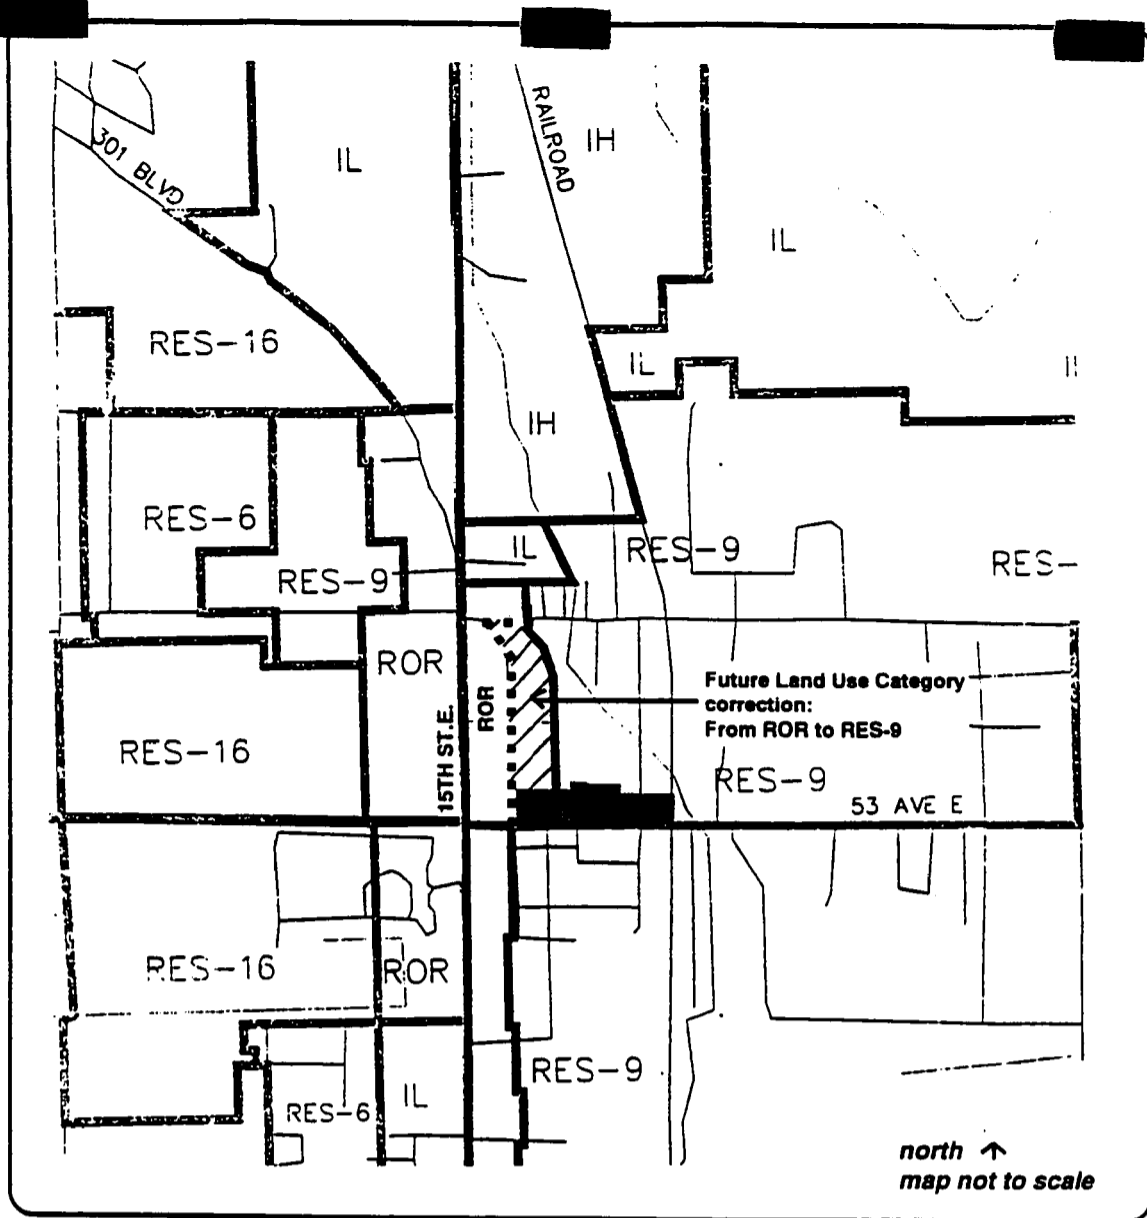 RAILROAD
IH
301 BLVD
IL
IL
RES-16
IL
IH
RES-6
IL
RES-9
RES-
RES-9
ROR
ROR
15TH ST.E.
Future Land Use Category
correction:
From ROR to RES-9
RES-16
RES-9
53 AVE E
RES-16
ROR
RES-9
IL
RES-6
north ↑
map not to scale